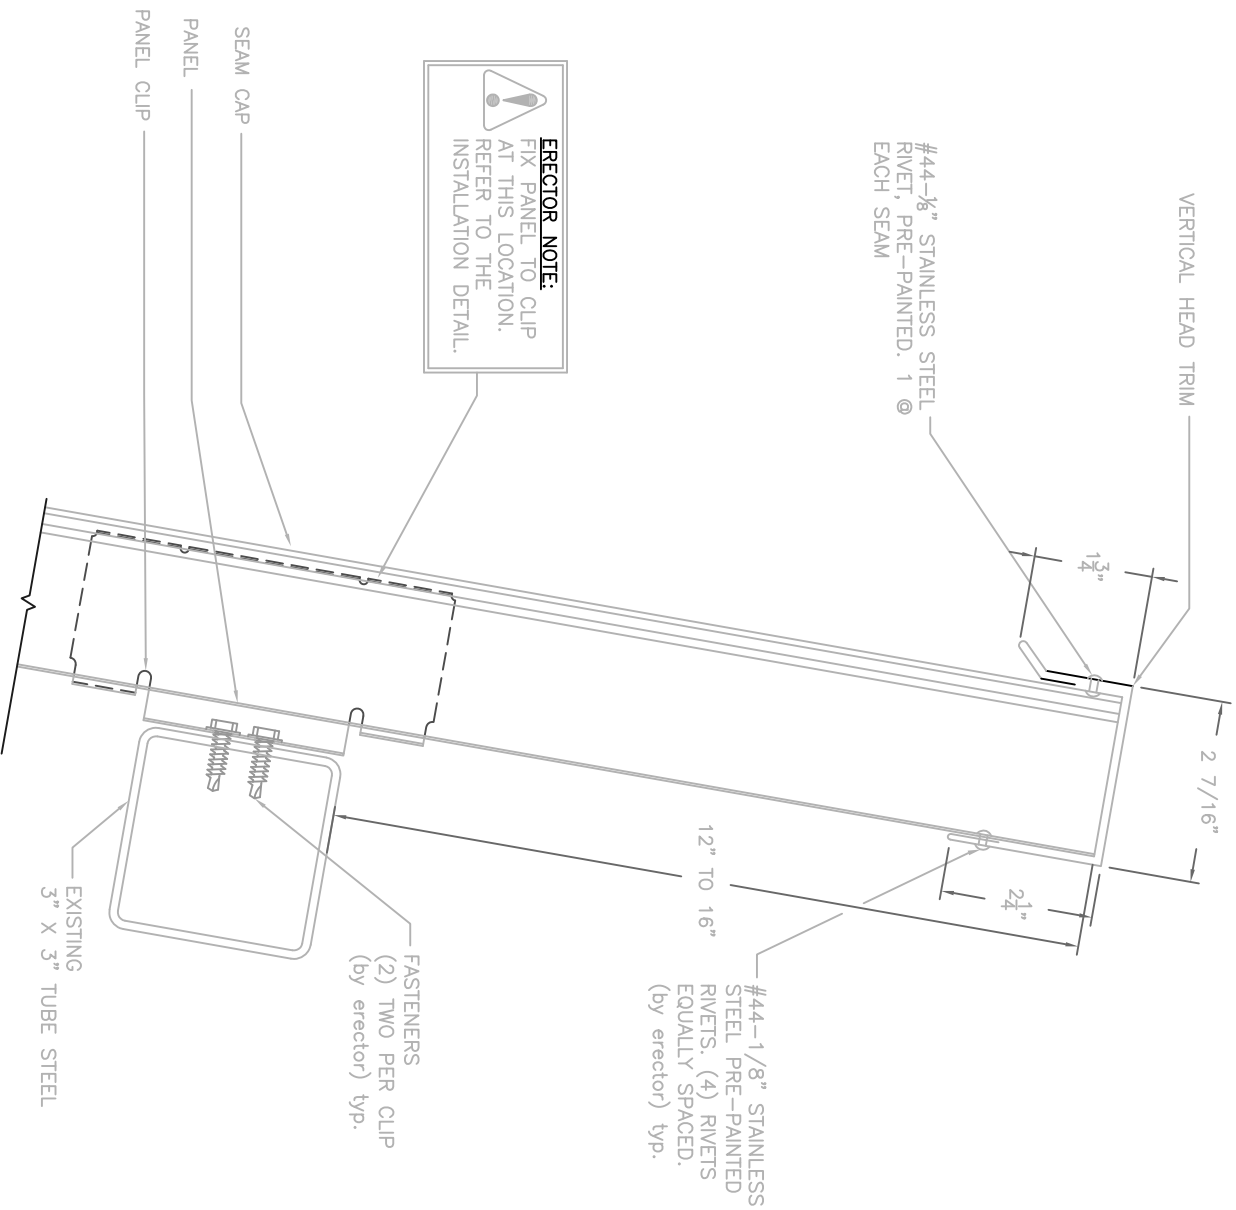 VERTICAL HEAD TRIM
#44-⅛" STAINLESS STEEL
RIVET, PRE-PAINTED. 1 @
EACH SEAM
ERECTOR NOTE:
FIX PANEL TO CLIP
AT THIS LOCATION.
REFER TO THE
INSTALLATION DETAIL.
SEAM CAP
PANEL
PANEL CLIP
1¾"
2 7/16"
12" TO 16"
2¼"
#44-1/8" STAINLESS
STEEL PRE-PAINTED
RIVETS. (4) RIVETS
EQUALLY SPACED.
(by erector) typ.
FASTENERS
(2) TWO PER CLIP
(by erector) typ.
EXISTING
3" X 3" TUBE STEEL